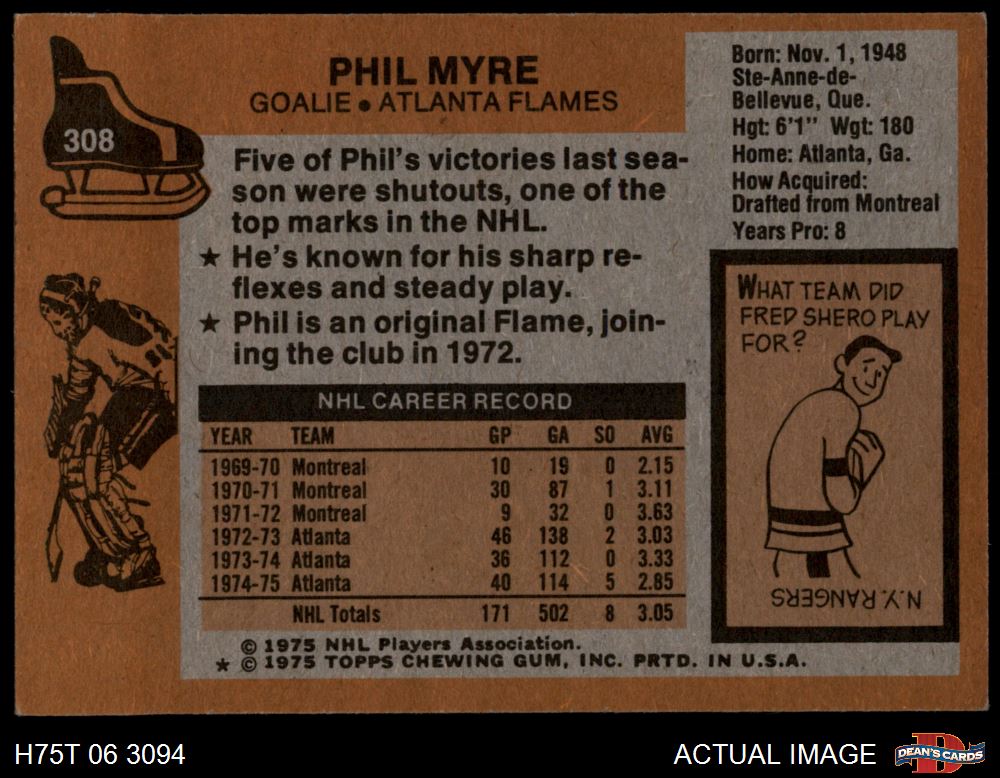 308
PHIL MYRE
GOALIE • ATLANTA FLAMES
Five of Phil's victories last sea-
son were shutouts, one of the
top marks in the NHL.
★ He's known for his sharp re-
flexes and steady play.
★ Phil is an original Flame, join-
ing the club in 1972.
Born: Nov. 1, 1948
Ste-Anne-de-
Bellevue, Que.
Hgt: 6'1" Wgt: 180
Home: Atlanta, Ga.
How Acquired:
Drafted from Montreal
Years Pro: 8
WHAT TEAM DID
FRED SHERO PLAY
FOR?
N.Y. RANGERS
NHL CAREER RECORD
YEAR TEAM GP GA SO AVG
1969-70 Montreal 10 19 0 2.15
1970-71 Montreal 30 87 1 3.11
1971-72 Montreal 9 32 0 3.63
1972-73 Atlanta 46 138 2 3.03
1973-74 Atlanta 36 112 0 3.33
1974-75 Atlanta 40 114 5 2.85
NHL Totals 171 502 8 3.05
© 1975 NHL Players Association.
★ © 1975 TOPPS CHEWING GUM, INC. PRTD. IN U.S.A.
H75T 06 3094
ACTUAL IMAGE
D
DEAN'S CARDS